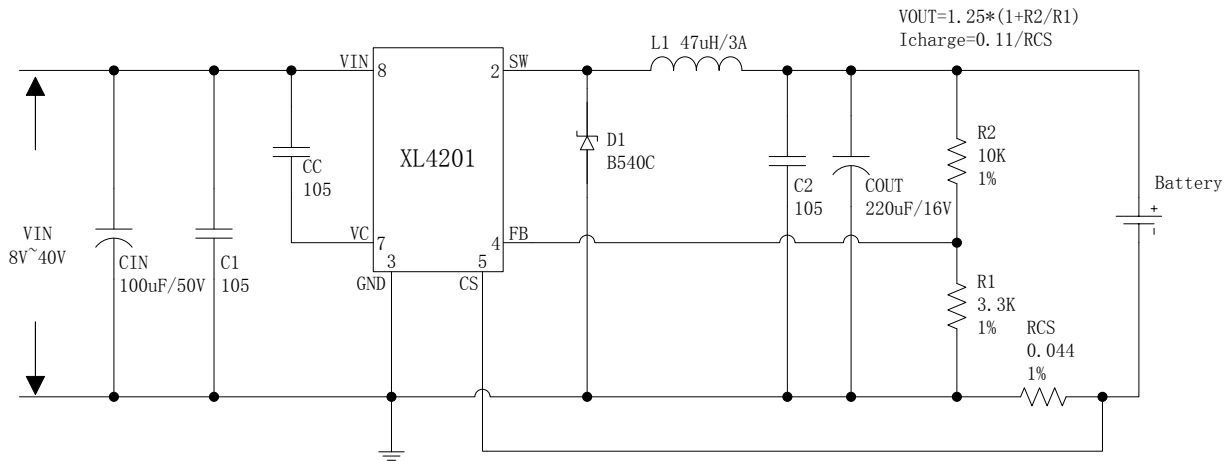 VOUT=1.25*(1+R2/R1)
Icharge=0.11/RCS
L1 47uH/3A
VIN
8
2
SW
XL4201
CC
105
D1
B540C
R2
10K
1%
C2
105
COUT
220uF/16V
Battery
+
-
VIN
8V~40V
VC
7
4
FB
CIN
100uF/50V
C1
105
3
5
GND
CS
R1
3.3K
1%
RCS
0.044
1%